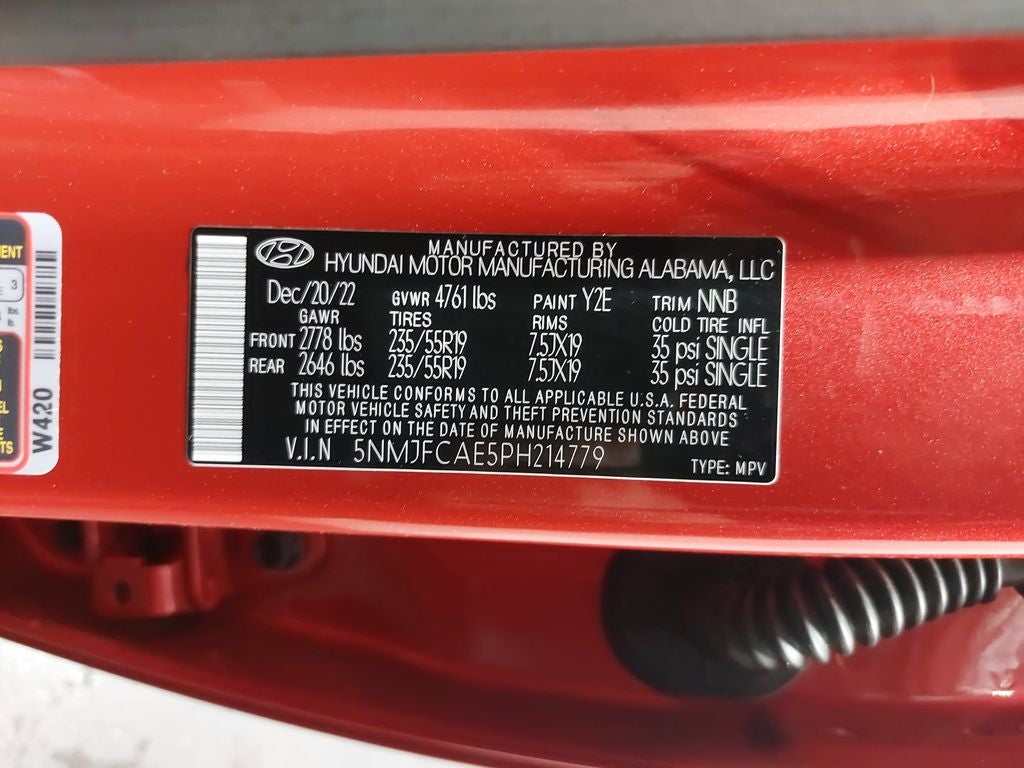 MANUFACTURED BY
HYUNDAI MOTOR MANUFACTURING ALABAMA, LLC
Dec/20/22 GVWR 4761 lbs PAINT Y2E TRIM NNB
GAWR TIRES RIMS COLD TIRE INFL
FRONT 2778 lbs 235/55R19 7.5JX19 35 psi SINGLE
REAR 2646 lbs 235/55R19 7.5JX19 35 psi SINGLE
THIS VEHICLE CONFORMS TO ALL APPLICABLE U.S.A. FEDERAL
MOTOR VEHICLE SAFETY AND THEFT PREVENTION STANDARDS
IN EFFECT ON THE DATE OF MANUFACTURE SHOWN ABOVE
V.I.N 5NMJFCAE5PH214779 TYPE: MPV
W420
3
lbs.
lb.